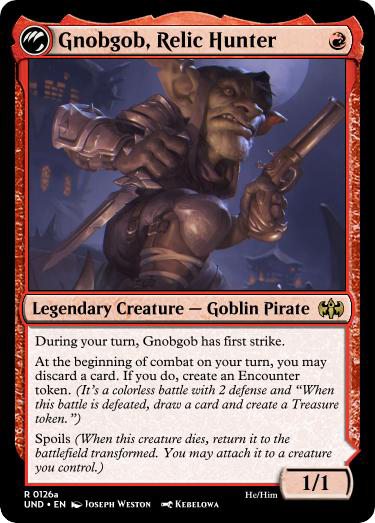 Gnobgob, Relic Hunter
Legendary Creature — Goblin Pirate
During your turn, Gnobgob has first strike.
At the beginning of combat on your turn, you may
discard a card. If you do, create an Encounter
token. (It's a colorless battle with 2 defense and “When
this battle is defeated, draw a card and create a Treasure
token.”)
Spoils (When this creature dies, return it to the
battlefield transformed. You may attach it to a creature
you control.)
1/1
R 0126a
He/Him
UND • EN Joseph Weston Kebelowa